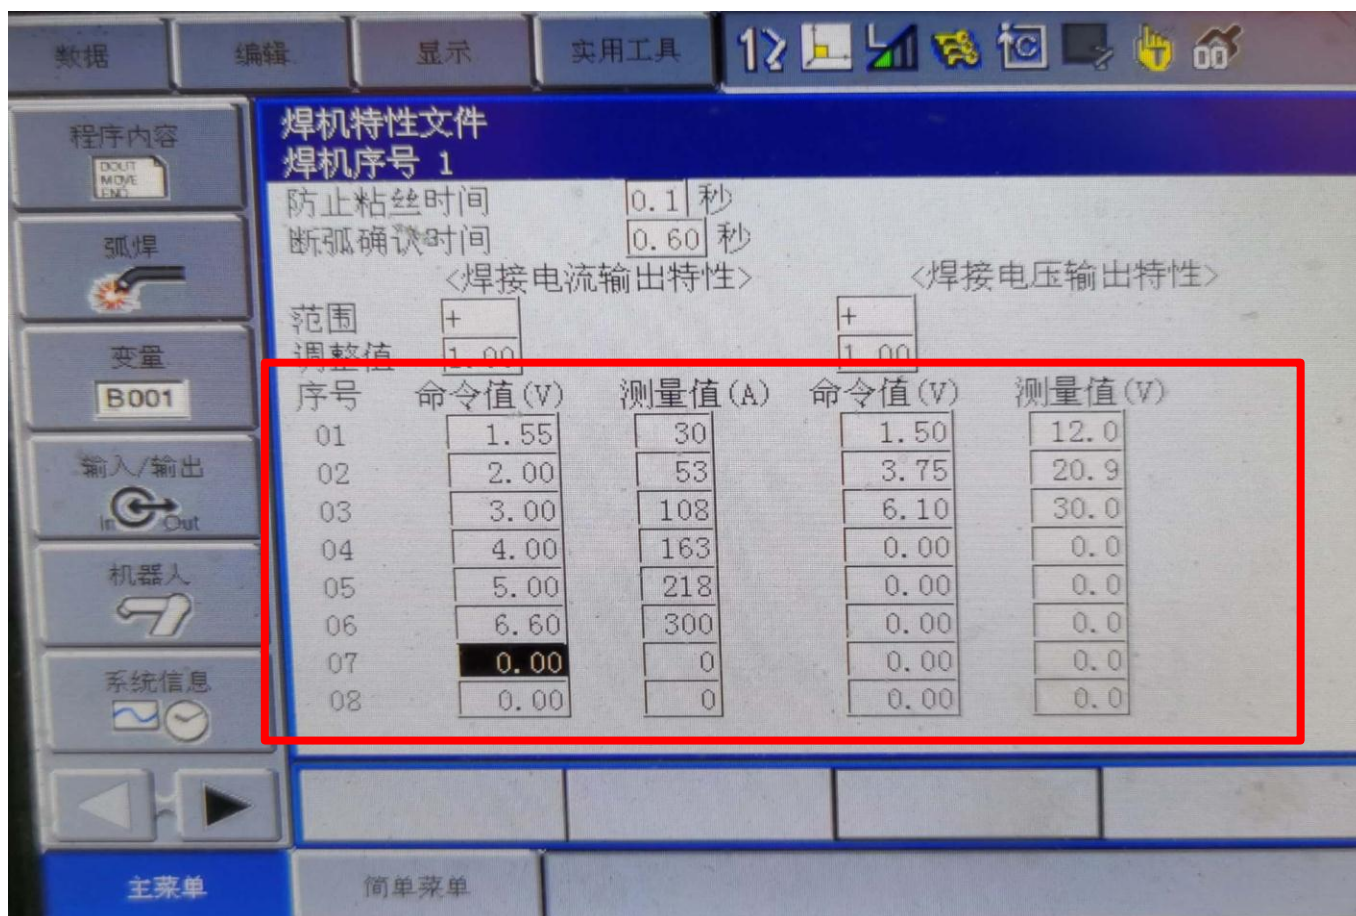 数据 编辑 显示 实用工具
程序内容
DOUT
MOVE
END
弧焊
变量
B001
输入/输出
In Out
机器人
系统信息
焊机特性文件
焊机序号 1
防止粘丝时间 0.1 秒
断弧确认时间 0.60 秒
<焊接电流输出特性> <焊接电压输出特性>
范围 + +
调整值 1.00 1.00
序号 命令值(V) 测量值(A) 命令值(V) 测量值(V)
01 1.55 30 1.50 12.0
02 2.00 53 3.75 20.9
03 3.00 108 6.10 30.0
04 4.00 163 0.00 0.0
05 5.00 218 0.00 0.0
06 6.60 300 0.00 0.0
07 0.00 0 0.00 0.0
08 0.00 0 0.00 0.0
主菜单 简单菜单